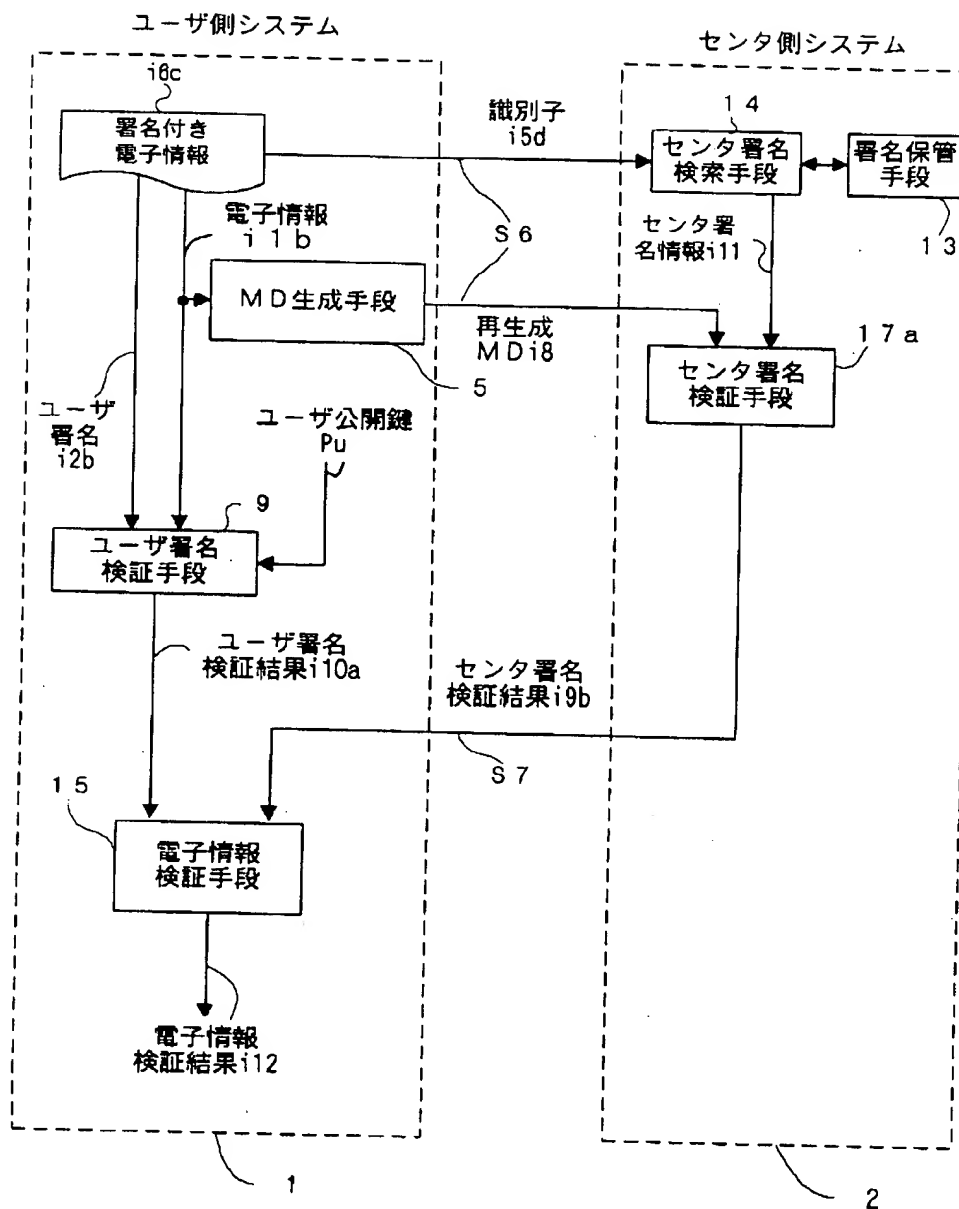 ユーザ側システム
センタ側システム
i6c
署名付き
電子情報
識別子
i5d
14
センタ署名
検索手段
署名保管
手段
13
電子情報
i1b
S6
センタ署
名情報i11
MD生成手段
5
再生成
MDi8
17a
センタ署名
検証手段
ユーザ
署名
i2b
ユーザ公開鍵
Pu
9
ユーザ署名
検証手段
ユーザ署名
検証結果i10a
センタ署名
検証結果i9b
S7
15
電子情報
検証手段
電子情報
検証結果i12
1
2